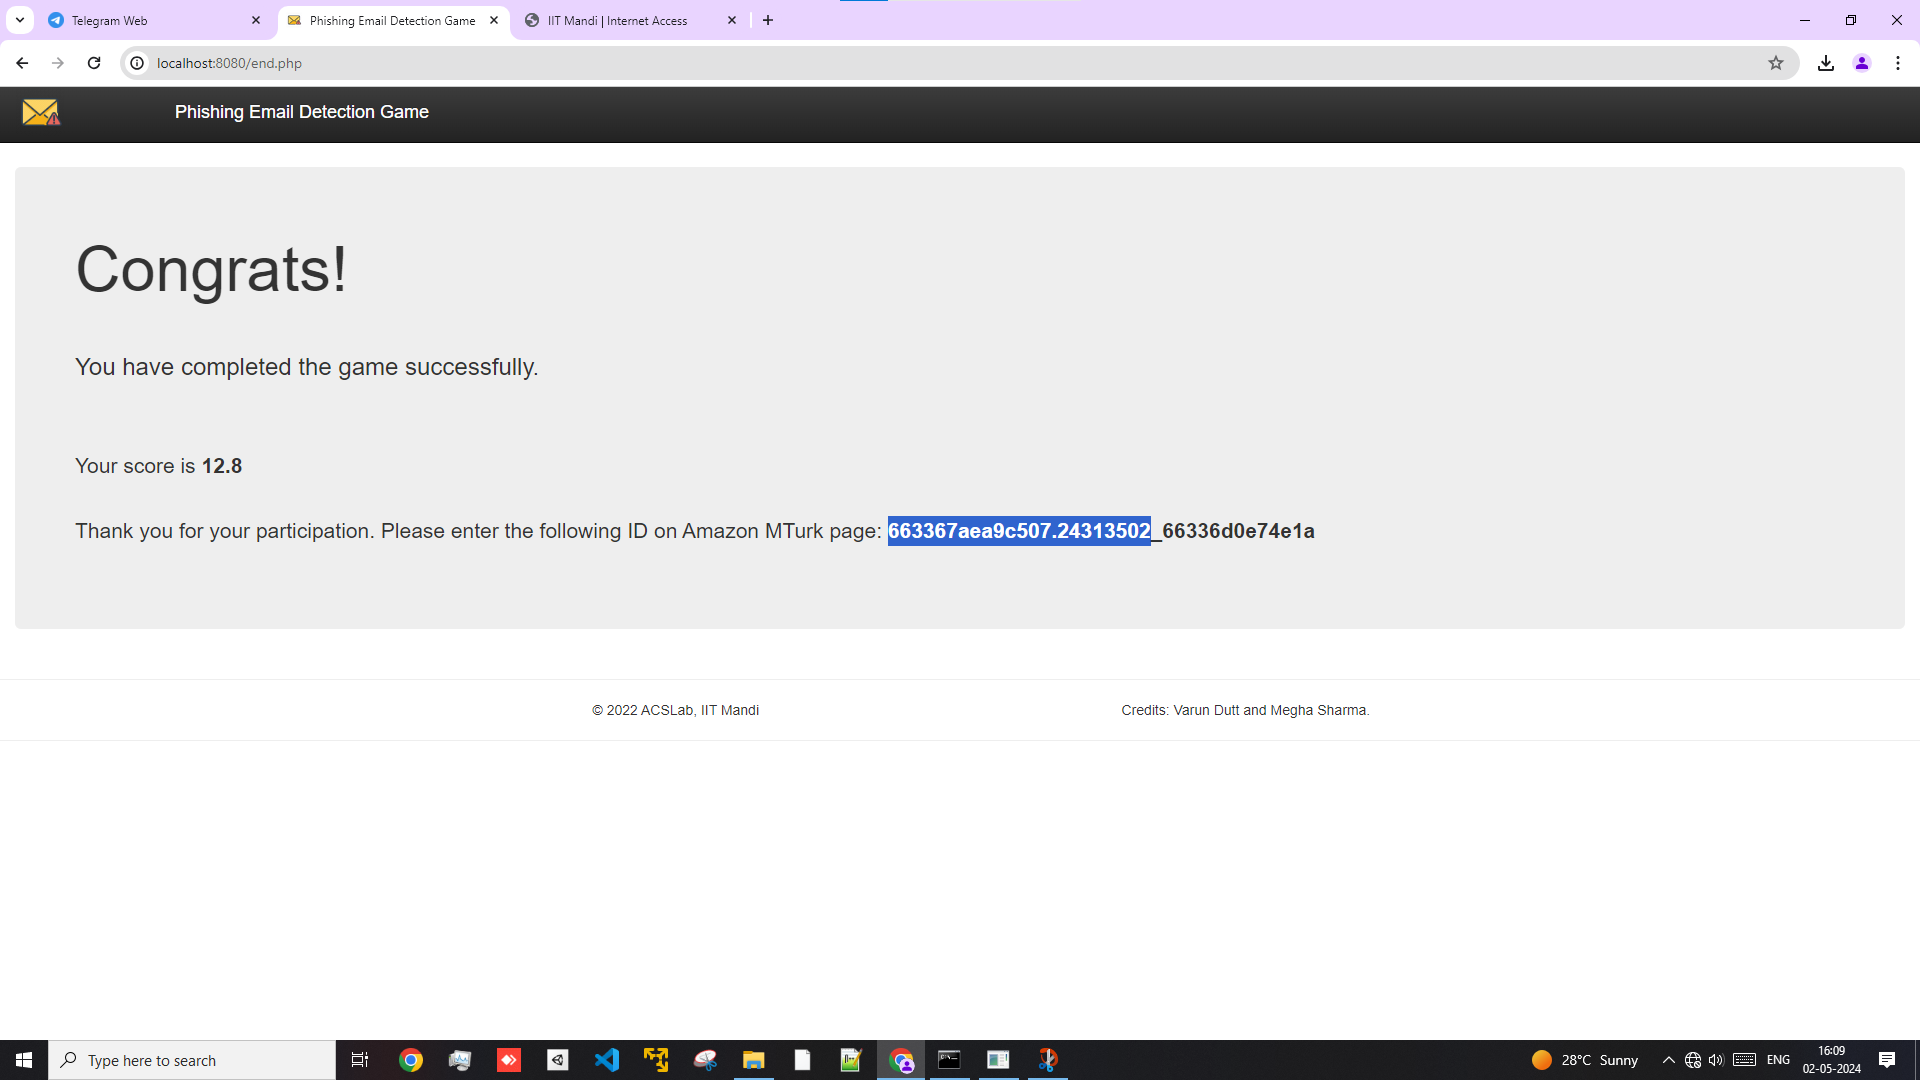 Telegram Web
Phishing Email Detection Game
IIT Mandi | Internet Access
localhost:8080/end.php
Phishing Email Detection Game
Congrats!
You have completed the game successfully.
Your score is 12.8
Thank you for your participation. Please enter the following ID on Amazon MTurk page: 663367aea9c507.24313502_66336d0e74e1a
© 2022 ACSLab, IIT Mandi
Credits: Varun Dutt and Megha Sharma.
Type here to search
28°C Sunny
ENG
16:09
02-05-2024